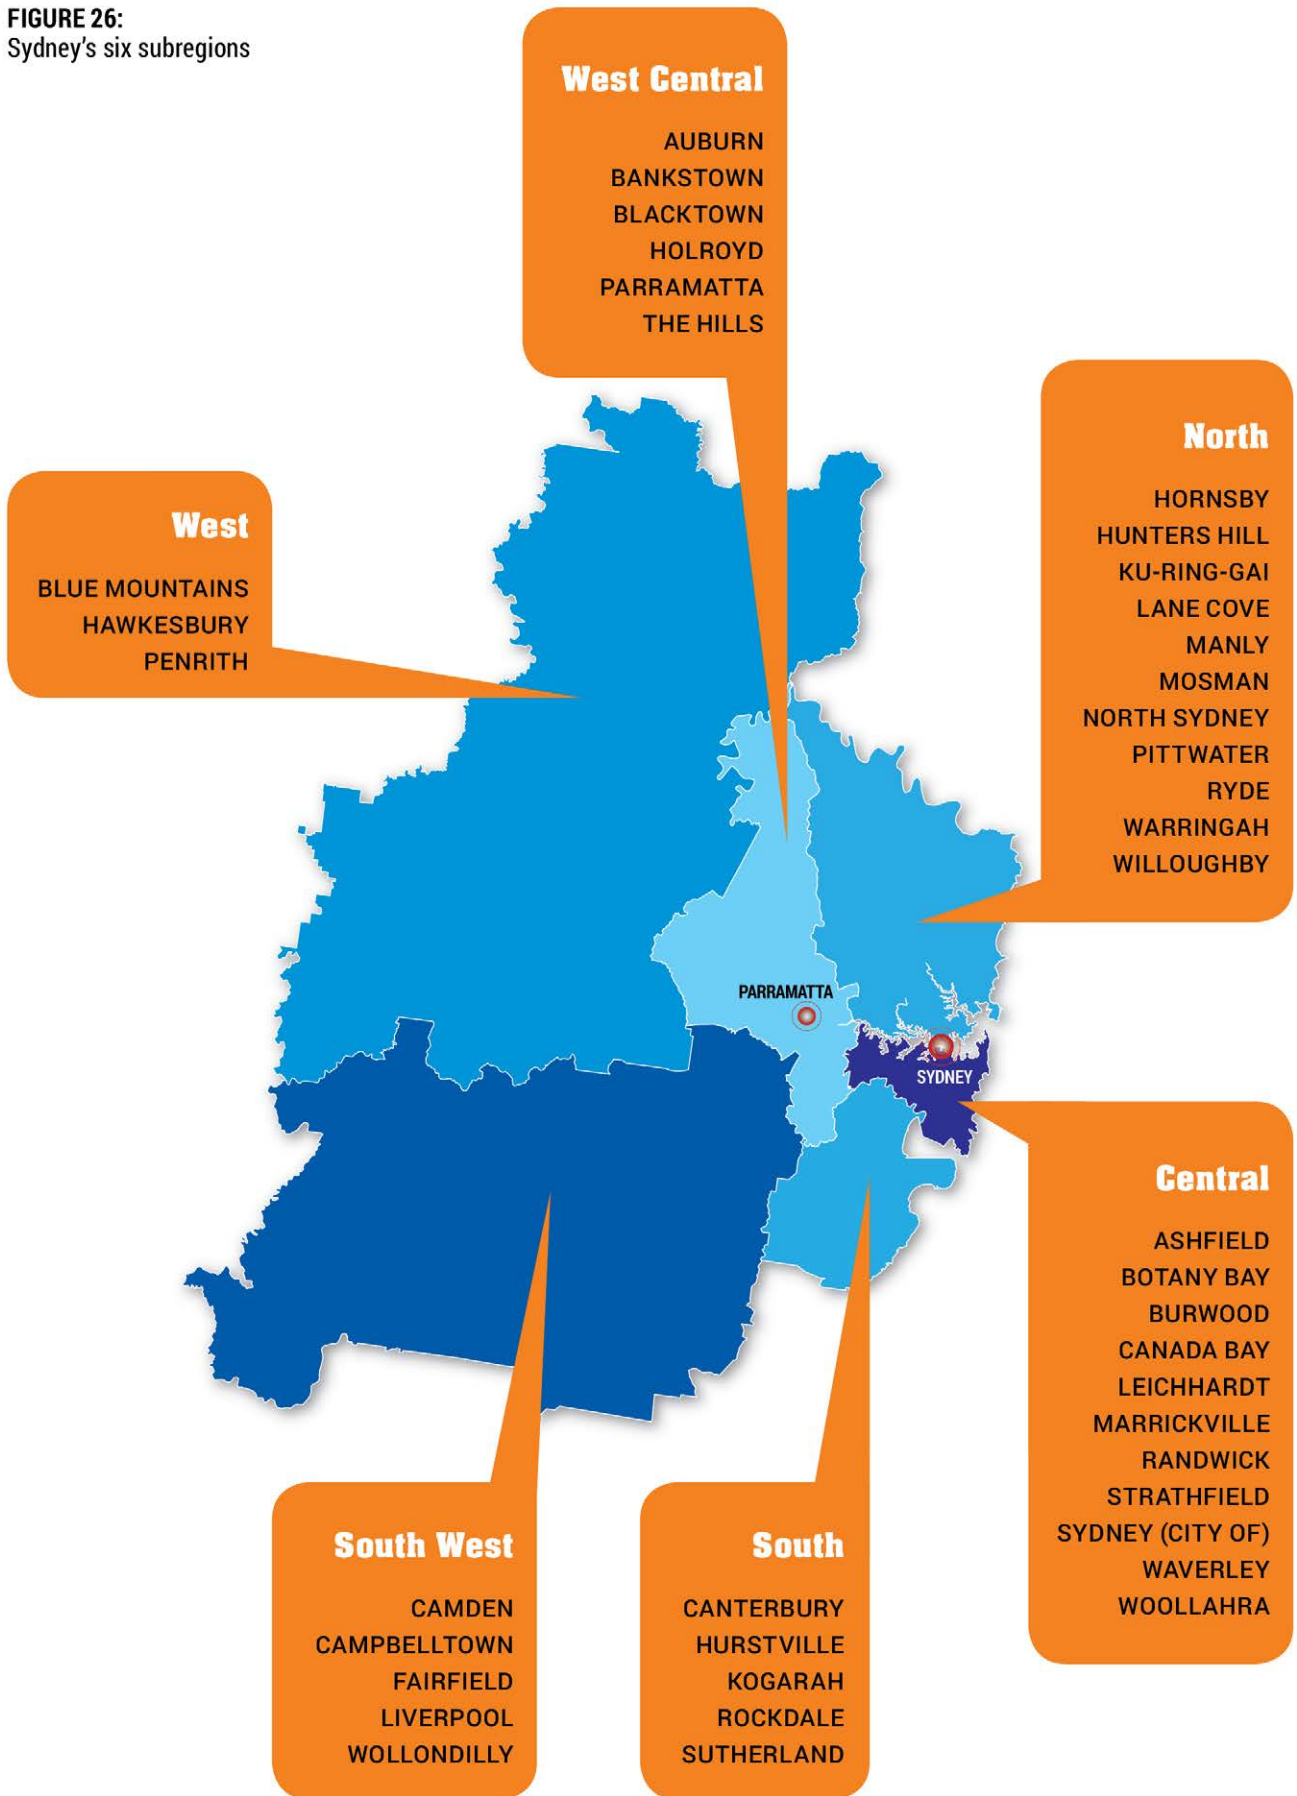 FIGURE 26:
Sydney's six subregions
West Central
AUBURN
BANKSTOWN
BLACKTOWN
HOLROYD
PARRAMATTA
THE HILLS
North
HORNSBY
HUNTERS HILL
KU-RING-GAI
LANE COVE
MANLY
MOSMAN
NORTH SYDNEY
PITTWATER
RYDE
WARRINGAH
WILLOUGHBY
West
BLUE MOUNTAINS
HAWKESBURY
PENRITH
PARRAMATTA
SYDNEY
Central
ASHFIELD
BOTANY BAY
BURWOOD
CANADA BAY
LEICHHARDT
MARRICKVILLE
RANDWICK
STRATHFIELD
SYDNEY (CITY OF)
WAVERLEY
WOOLLAHRA
South West
CAMDEN
CAMPBELLTOWN
FAIRFIELD
LIVERPOOL
WOLLONDILLY
South
CANTERBURY
HURSTVILLE
KOGARAH
ROCKDALE
SUTHERLAND